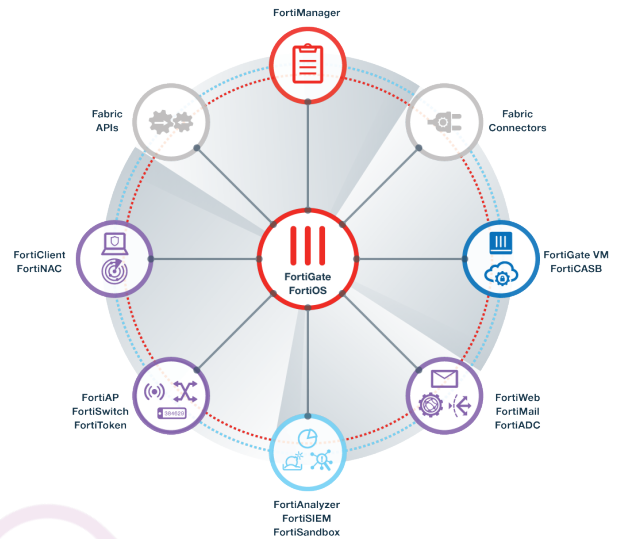 FortiManager
Fabric
APIs
Fabric
Connectors
FortiClient
FortiNAC
FortiGate
FortiOS
FortiGate VM
FortiCASB
FortiAP
FortiSwitch
FortiToken
384020
FortiWeb
FortiMail
FortiADC
FortiAnalyzer
FortiSIEM
FortiSandbox